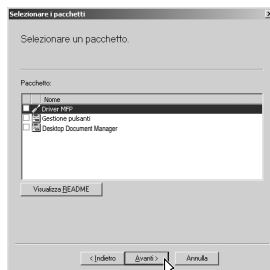 Selezionare i pacchetti
Selezionare un pacchetto.
Pacchetto:
Nome
Driver MFP
Gestione pulsanti
Desktop Document Manager
Visualizza README
< Indietro
Avanti >
Annulla